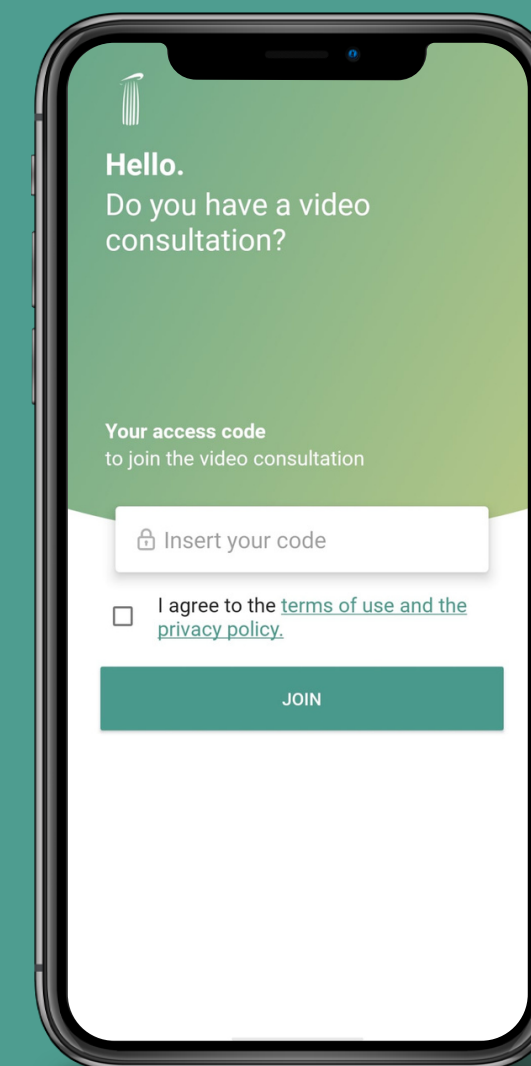 Hello.
Do you have a video
consultation?
Your access code
to join the video consultation
Insert your code
I agree to the terms of use and the
privacy policy.
JOIN